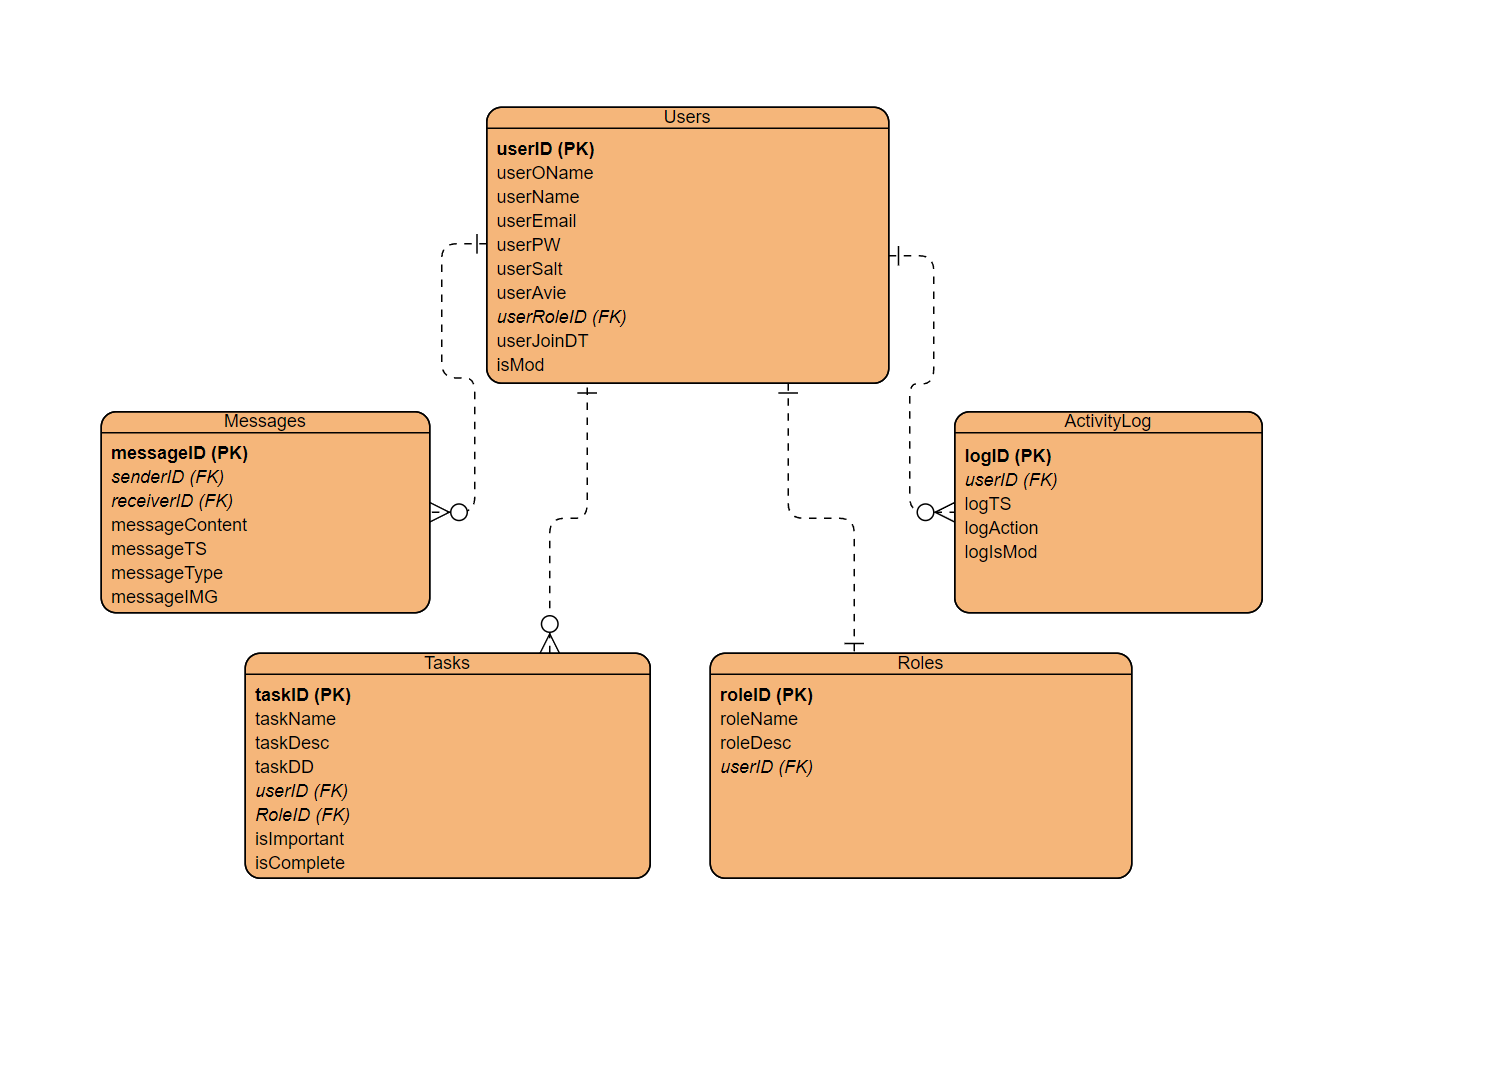 Users
userID (PK)
userOName
userName
userEmail
userPW
userSalt
userAvie
userRoleID (FK)
userJoinDT
isMod
Messages
messageID (PK)
senderID (FK)
receiverID (FK)
messageContent
messageTS
messageType
messageIMG
ActivityLog
logID (PK)
userID (FK)
logTS
logAction
logIsMod
Tasks
taskID (PK)
taskName
taskDesc
taskDD
userID (FK)
RoleID (FK)
isImportant
isComplete
Roles
roleID (PK)
roleName
roleDesc
userID (FK)